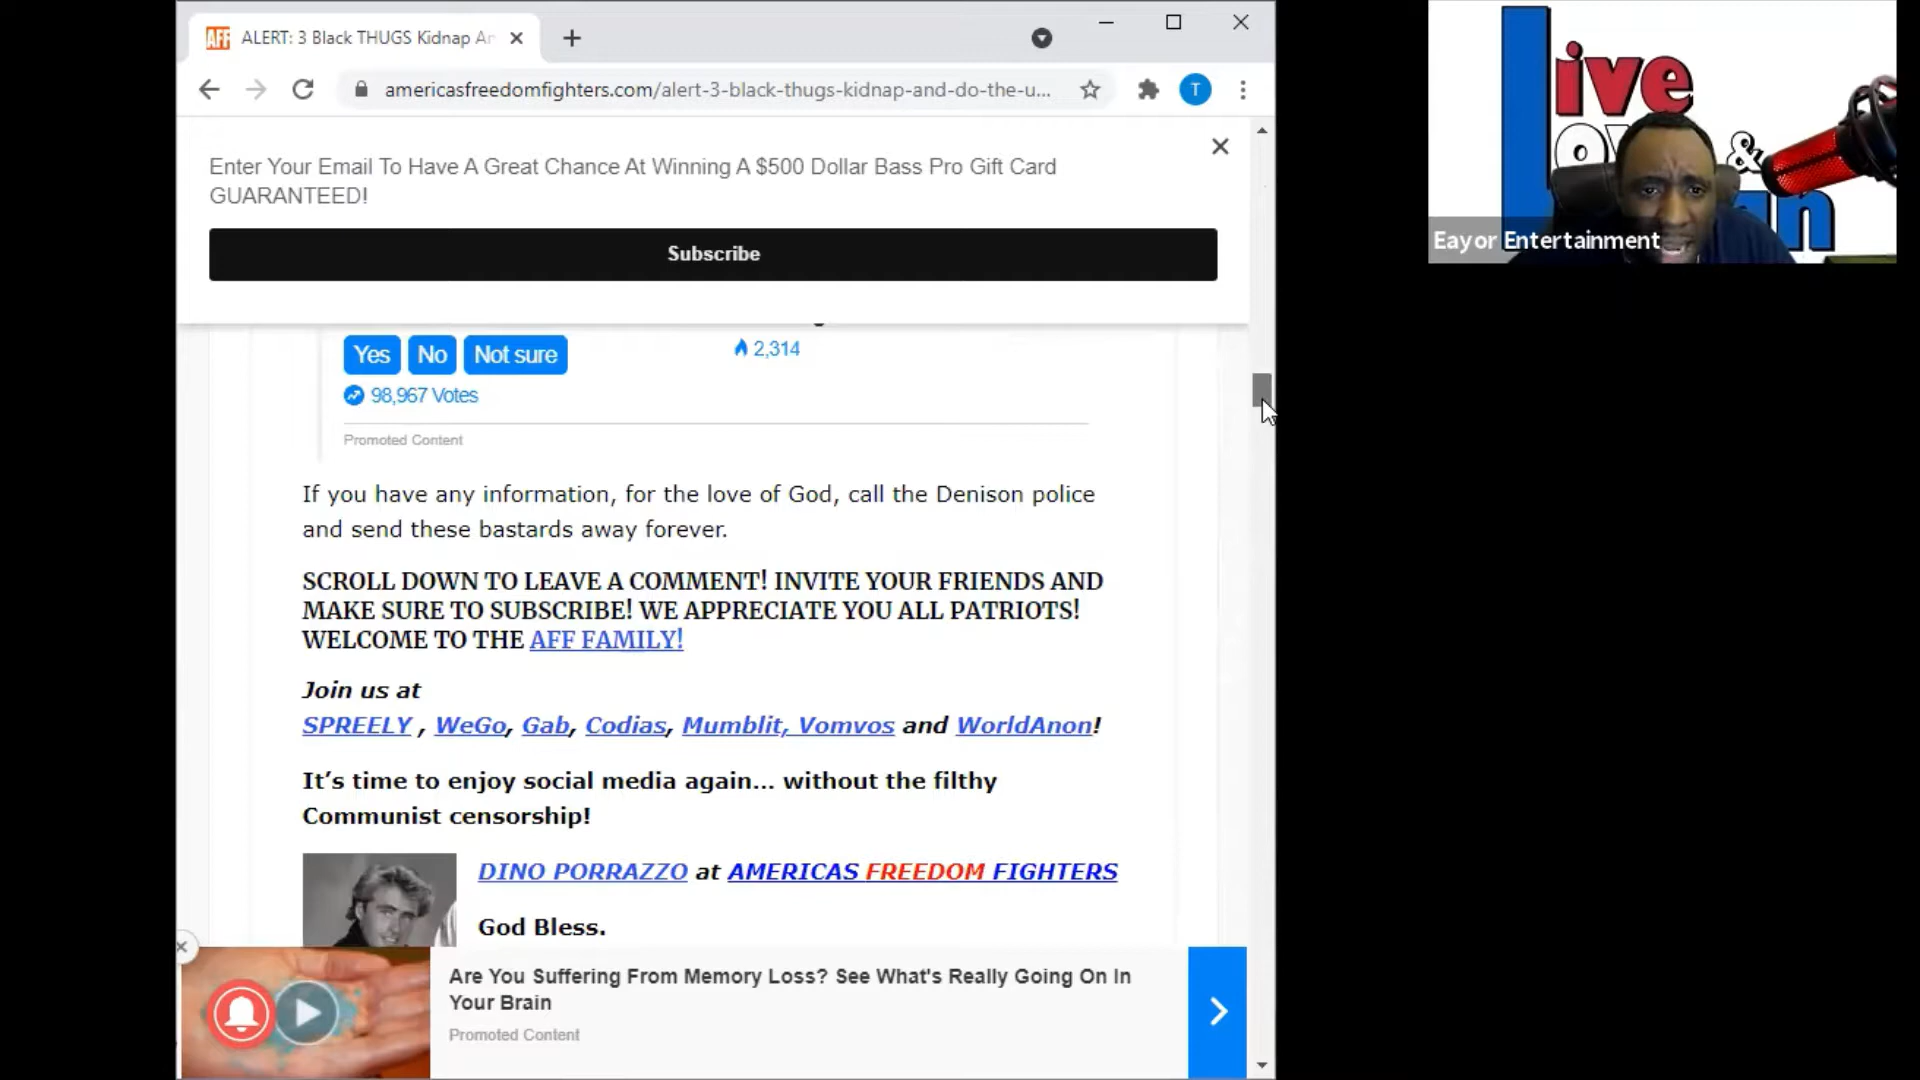 AFF ALERT: 3 Black THUGS Kidnap An
americasfreedomfighters.com/alert-3-black-thugs-kidnap-and-do-the-u...
T
Enter Your Email To Have A Great Chance At Winning A $500 Dollar Bass Pro Gift Card
GUARANTEED!
Subscribe
Yes No Not sure
2,314
98,967 Votes
Promoted Content
If you have any information, for the love of God, call the Denison police
and send these bastards away forever.
SCROLL DOWN TO LEAVE A COMMENT! INVITE YOUR FRIENDS AND
MAKE SURE TO SUBSCRIBE! WE APPRECIATE YOU ALL PATRIOTS!
WELCOME TO THE AFF FAMILY!
Join us at
SPREELY , WeGo, Gab, Codias, Mumblit, Vomvos and WorldAnon!
It’s time to enjoy social media again... without the filthy
Communist censorship!
DINO PORRAZZO at AMERICAS FREEDOM FIGHTERS
God Bless.
Are You Suffering From Memory Loss? See What's Really Going On In
Your Brain
Promoted Content
Live
&
Eayor Entertainment